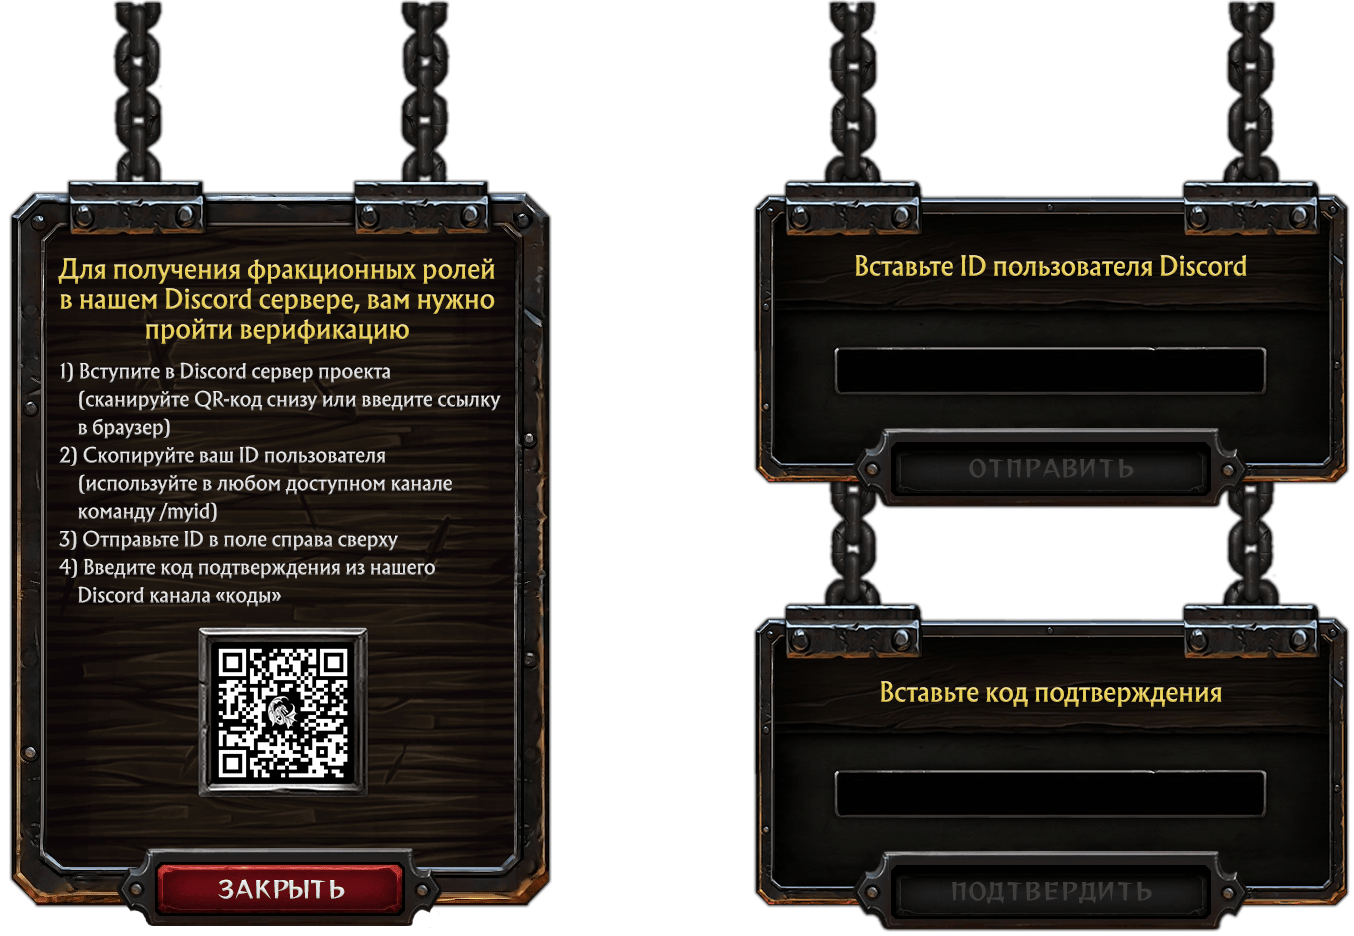 Для получения фракционных ролей
в нашем Discord сервере, вам нужно
пройти верификацию
1) Вступите в Discord сервер проекта
(сканируйте QR-код снизу или введите ссылку
в браузер)
2) Скопируйте ваш ID пользователя
(используйте в любом доступном канале
команду /myid)
3) Отправьте ID в поле справа сверху
4) Введите код подтверждения из нашего
Discord канала «коды»
ЗАКРЫТЬ
Вставьте ID пользователя Discord
ОТПРАВИТЬ
Вставьте код подтверждения
ПОДТВЕРДИТЬ